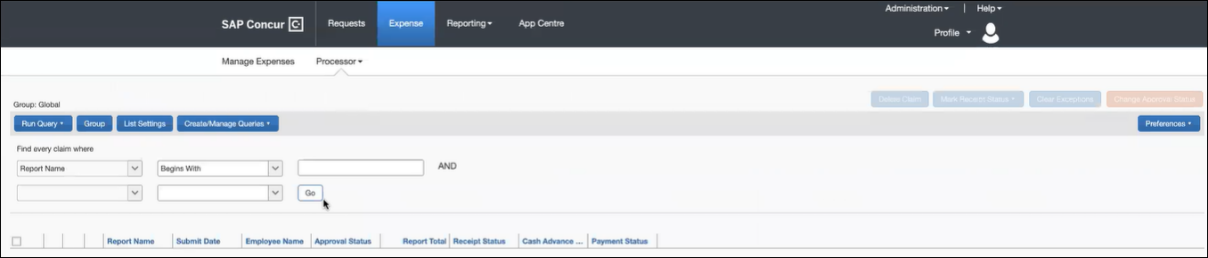 Administration | Help
SAP Concur C Requests Expense Reporting App Centre
Profile
Manage Expenses Processor
Group: Global
Delete Claim Mark Receipt Status Clear Exceptions Change Approval Status
Run Query Group List Settings Create/Manage Queries Preferences
Find every claim where
Report Name Begins With AND
Go
Report Name Submit Date Employee Name Approval Status Report Total Receipt Status Cash Advance ... Payment Status